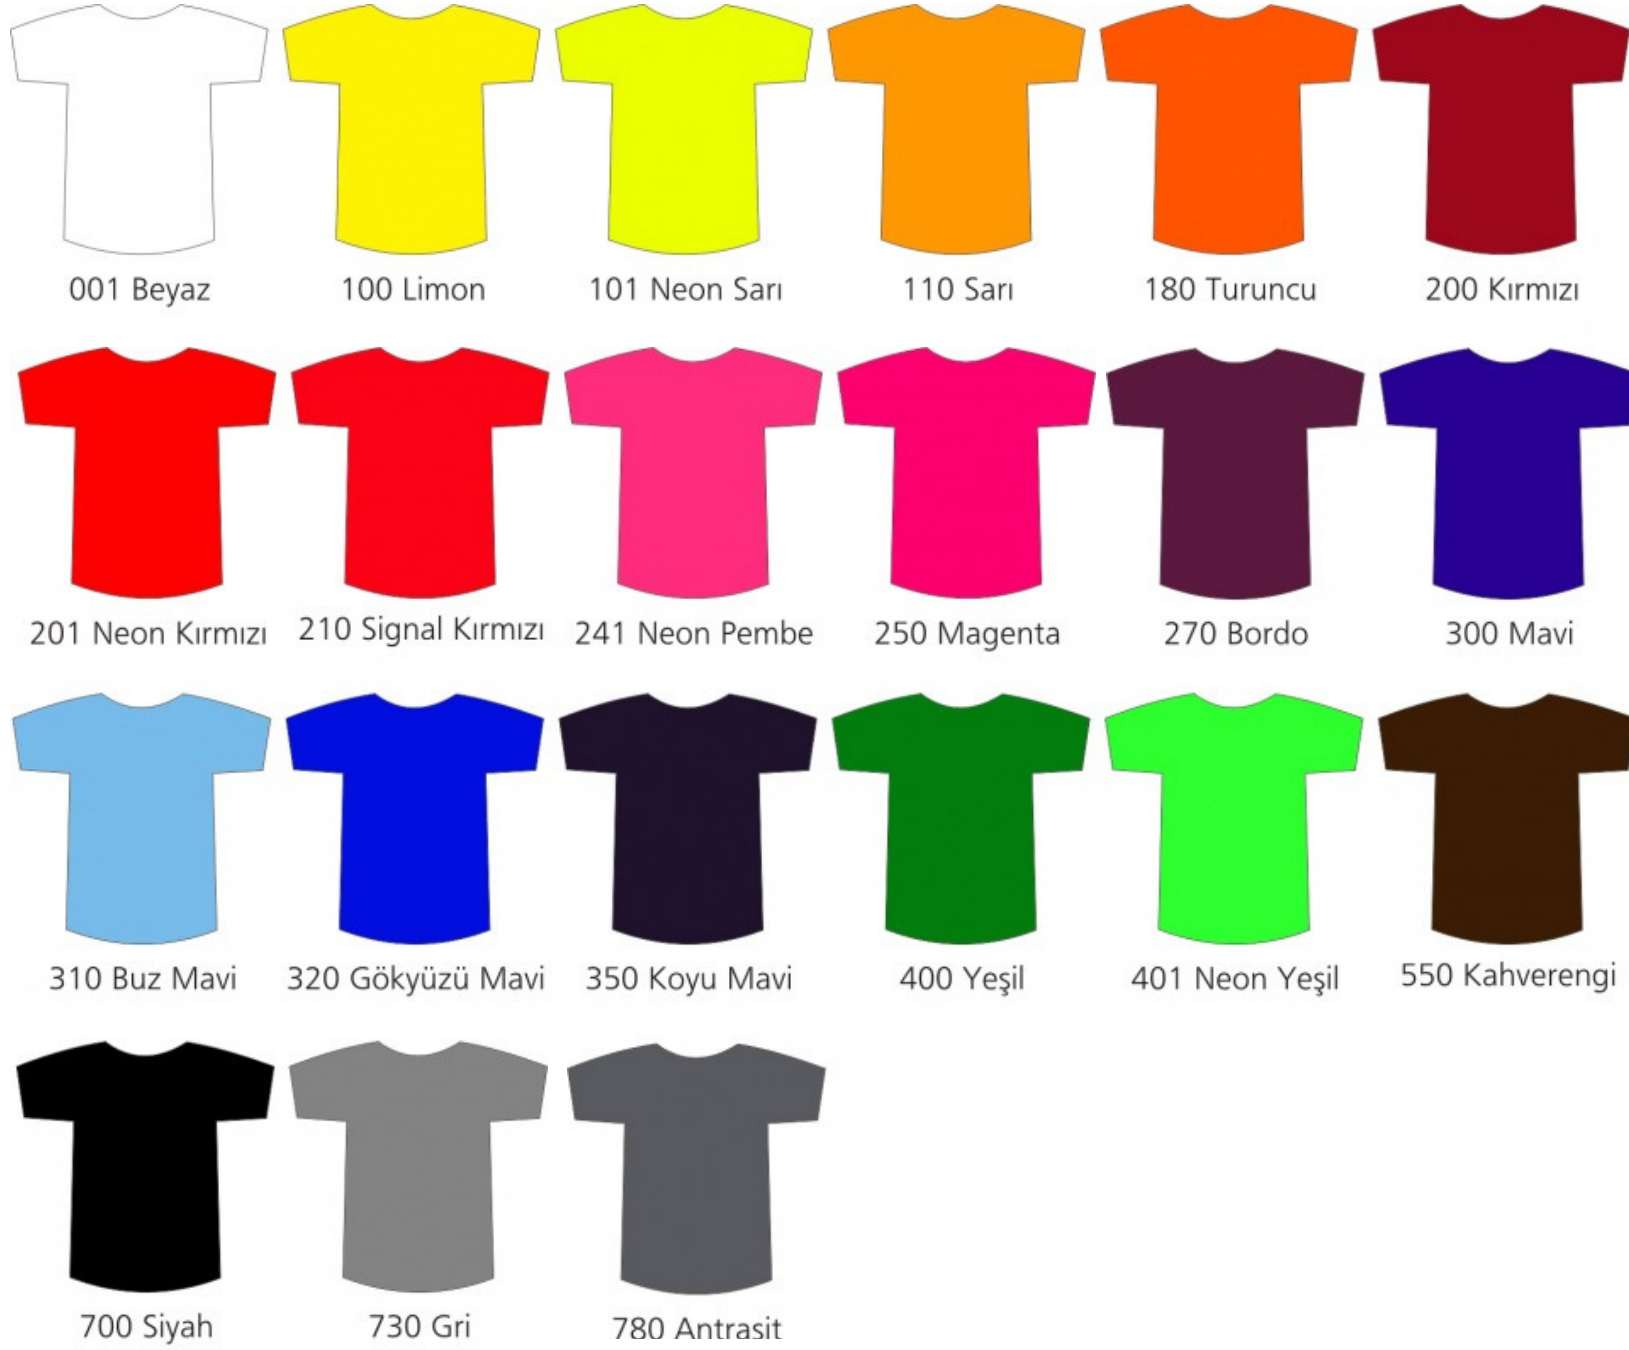 001 Beyaz
100 Limon
101 Neon Sarı
110 Sarı
180 Turuncu
200 Kırmızı
201 Neon Kırmızı
210 Signal Kırmızı
241 Neon Pembe
250 Magenta
270 Bordo
300 Mavi
310 Buz Mavi
320 Gökyüzü Mavi
350 Koyu Mavi
400 Yeşil
401 Neon Yeşil
550 Kahverengi
700 Siyah
730 Gri
780 Antrasit